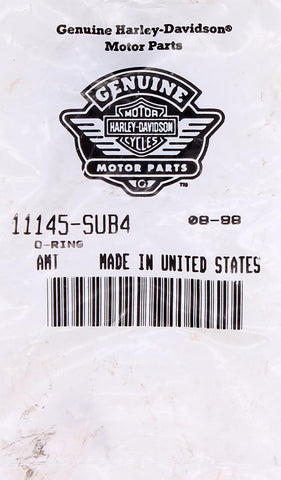 Genuine Harley-Davidson®
Motor Parts
GENUINE
MOTOR
HARLEY-DAVIDSON
CYCLES
MOTOR PARTS
G
TM
11145-SUB4 08-98
O-RING
AMT MADE IN UNITED STATES